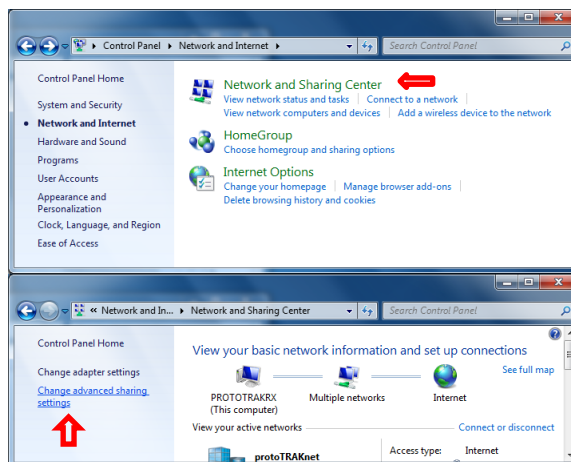 Control Panel ▸ Network and Internet ▸
Search Control Panel
Control Panel Home
System and Security
Network and Internet
Hardware and Sound
Programs
User Accounts
Appearance and
Personalization
Clock, Language, and Region
Ease of Access
Network and Sharing Center
View network status and tasks | Connect to a network |
View network computers and devices | Add a wireless device to the network
HomeGroup
Choose homegroup and sharing options
Internet Options
Change your homepage | Manage browser add-ons |
Delete browsing history and cookies
« Network and In... ▸ Network and Sharing Center
Search Control Panel
Control Panel Home
Change adapter settings
Change advanced sharing
settings
View your basic network information and set up connections
See full map
PROTOTRAKRX
(This computer)
Multiple networks
Internet
View your active networks
Connect or disconnect
protoTRAKnet
Access type: Internet